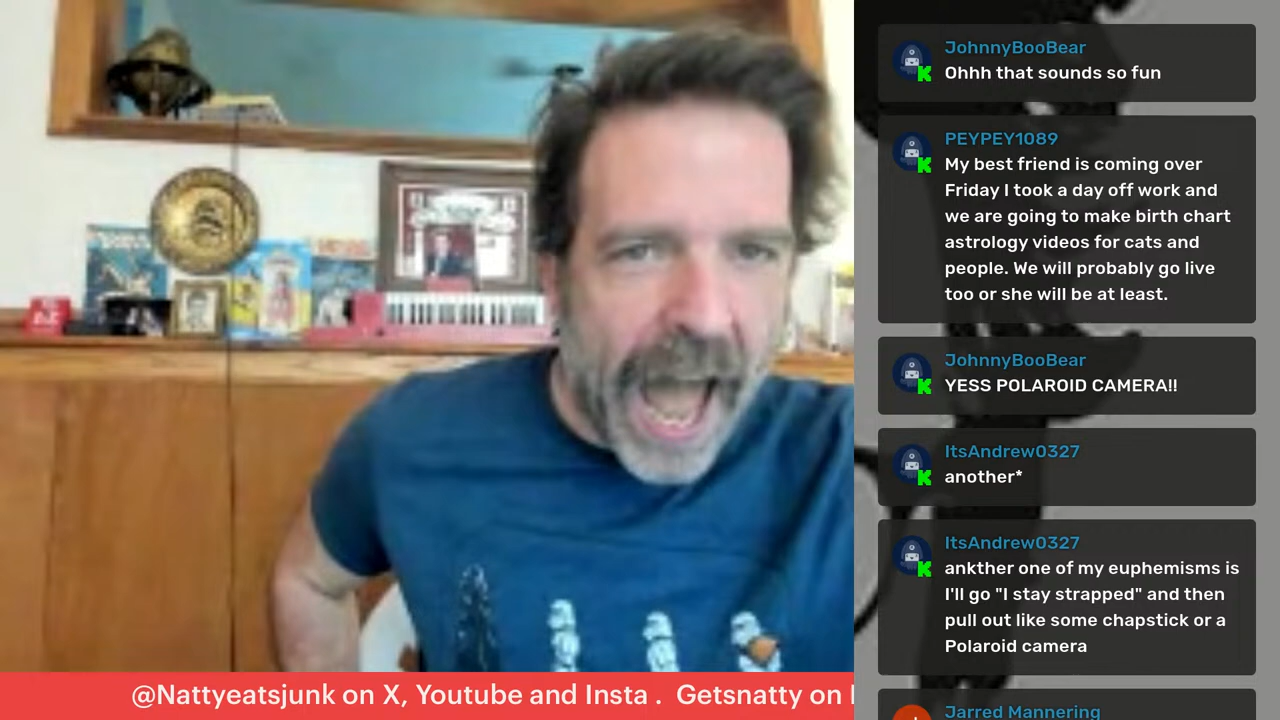 JohnnyBooBear
Ohhh that sounds so fun
PEYPEY1089
My best friend is coming over
Friday I took a day off work and
we are going to make birth chart
astrology videos for cats and
people. We will probably go live
too or she will be at least.
JohnnyBooBear
YESS POLAROID CAMERA!!
ItsAndrew0327
another*
ItsAndrew0327
ankther one of my euphemisms is
I'll go "I stay strapped" and then
pull out like some chapstick or a
Polaroid camera
Jarred Mannering
@Nattyeatsjunk on X, Youtube and Insta . Getsnatty on